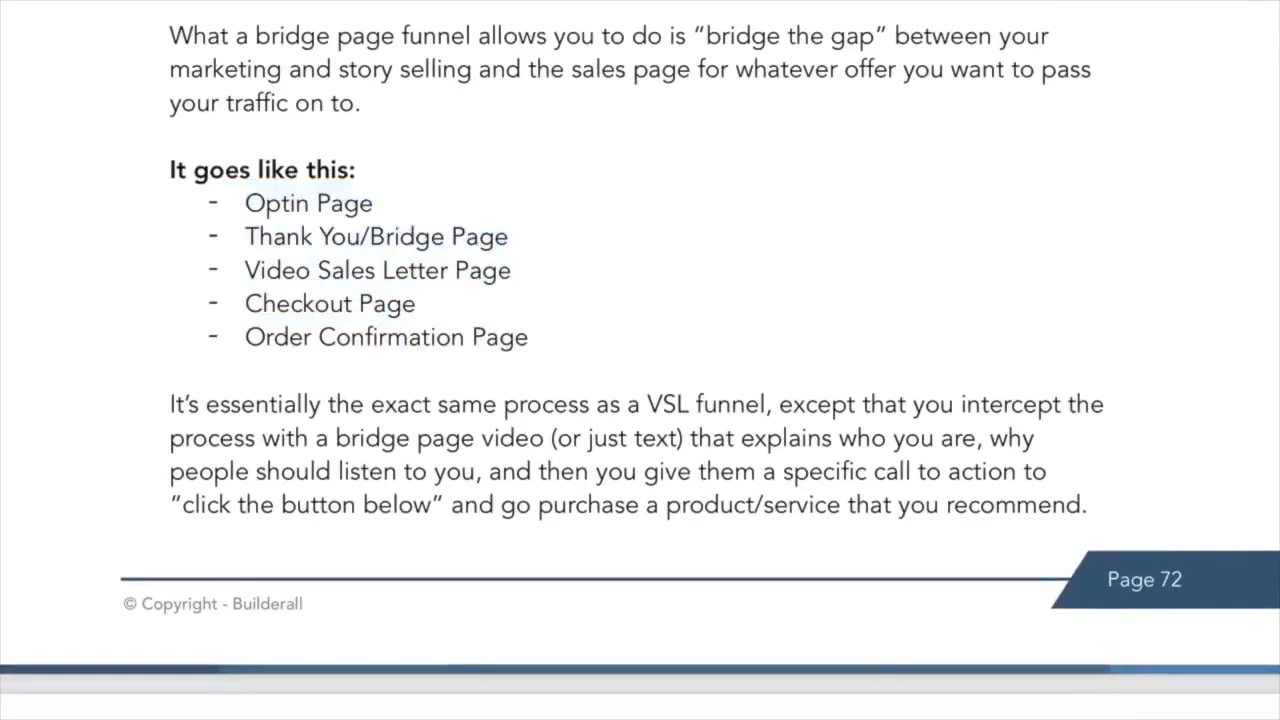 What a bridge page funnel allows you to do is “bridge the gap” between your
marketing and story selling and the sales page for whatever offer you want to pass
your traffic on to.
It goes like this:
- Optin Page
- Thank You/Bridge Page
- Video Sales Letter Page
- Checkout Page
- Order Confirmation Page
It’s essentially the exact same process as a VSL funnel, except that you intercept the
process with a bridge page video (or just text) that explains who you are, why
people should listen to you, and then you give them a specific call to action to
“click the button below” and go purchase a product/service that you recommend.
Page 72
© Copyright - Builderall